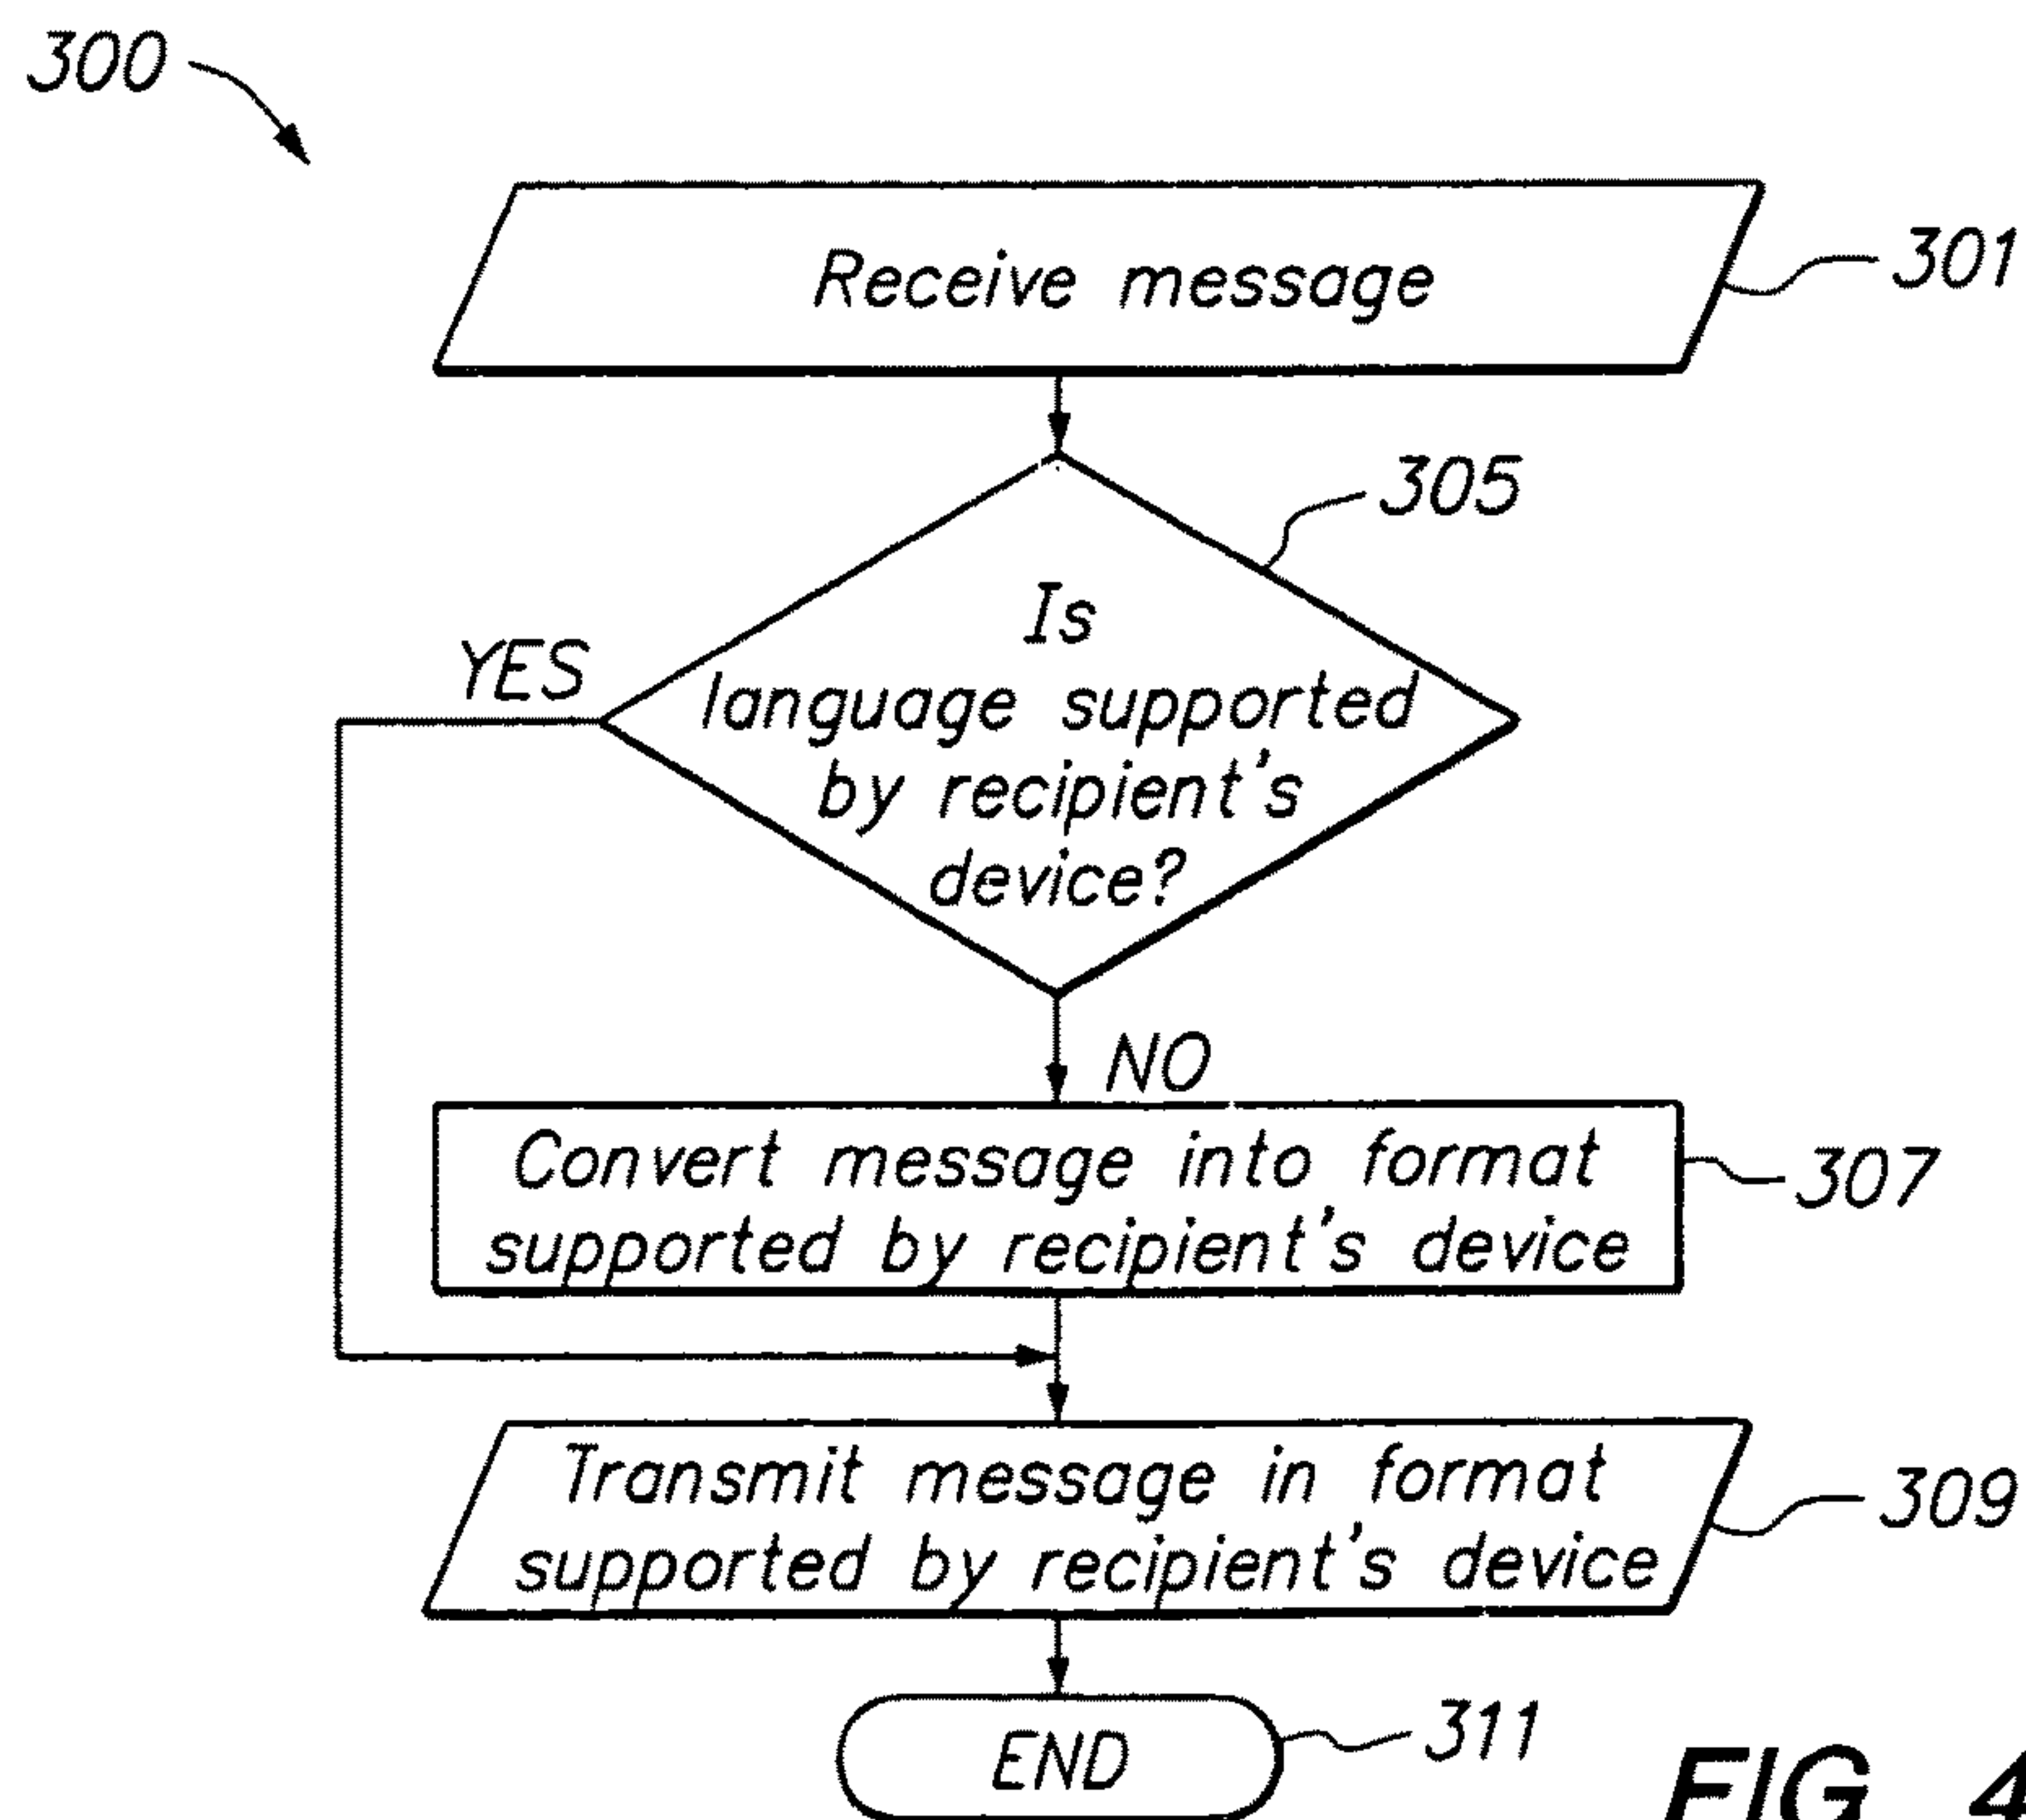 300
Receive message
301
305
Is
language supported
by recipient's
device?
YES
NO
Convert message into format
supported by recipient's device
307
Transmit message in format
supported by recipient's device
309
END
311
FIG. 4